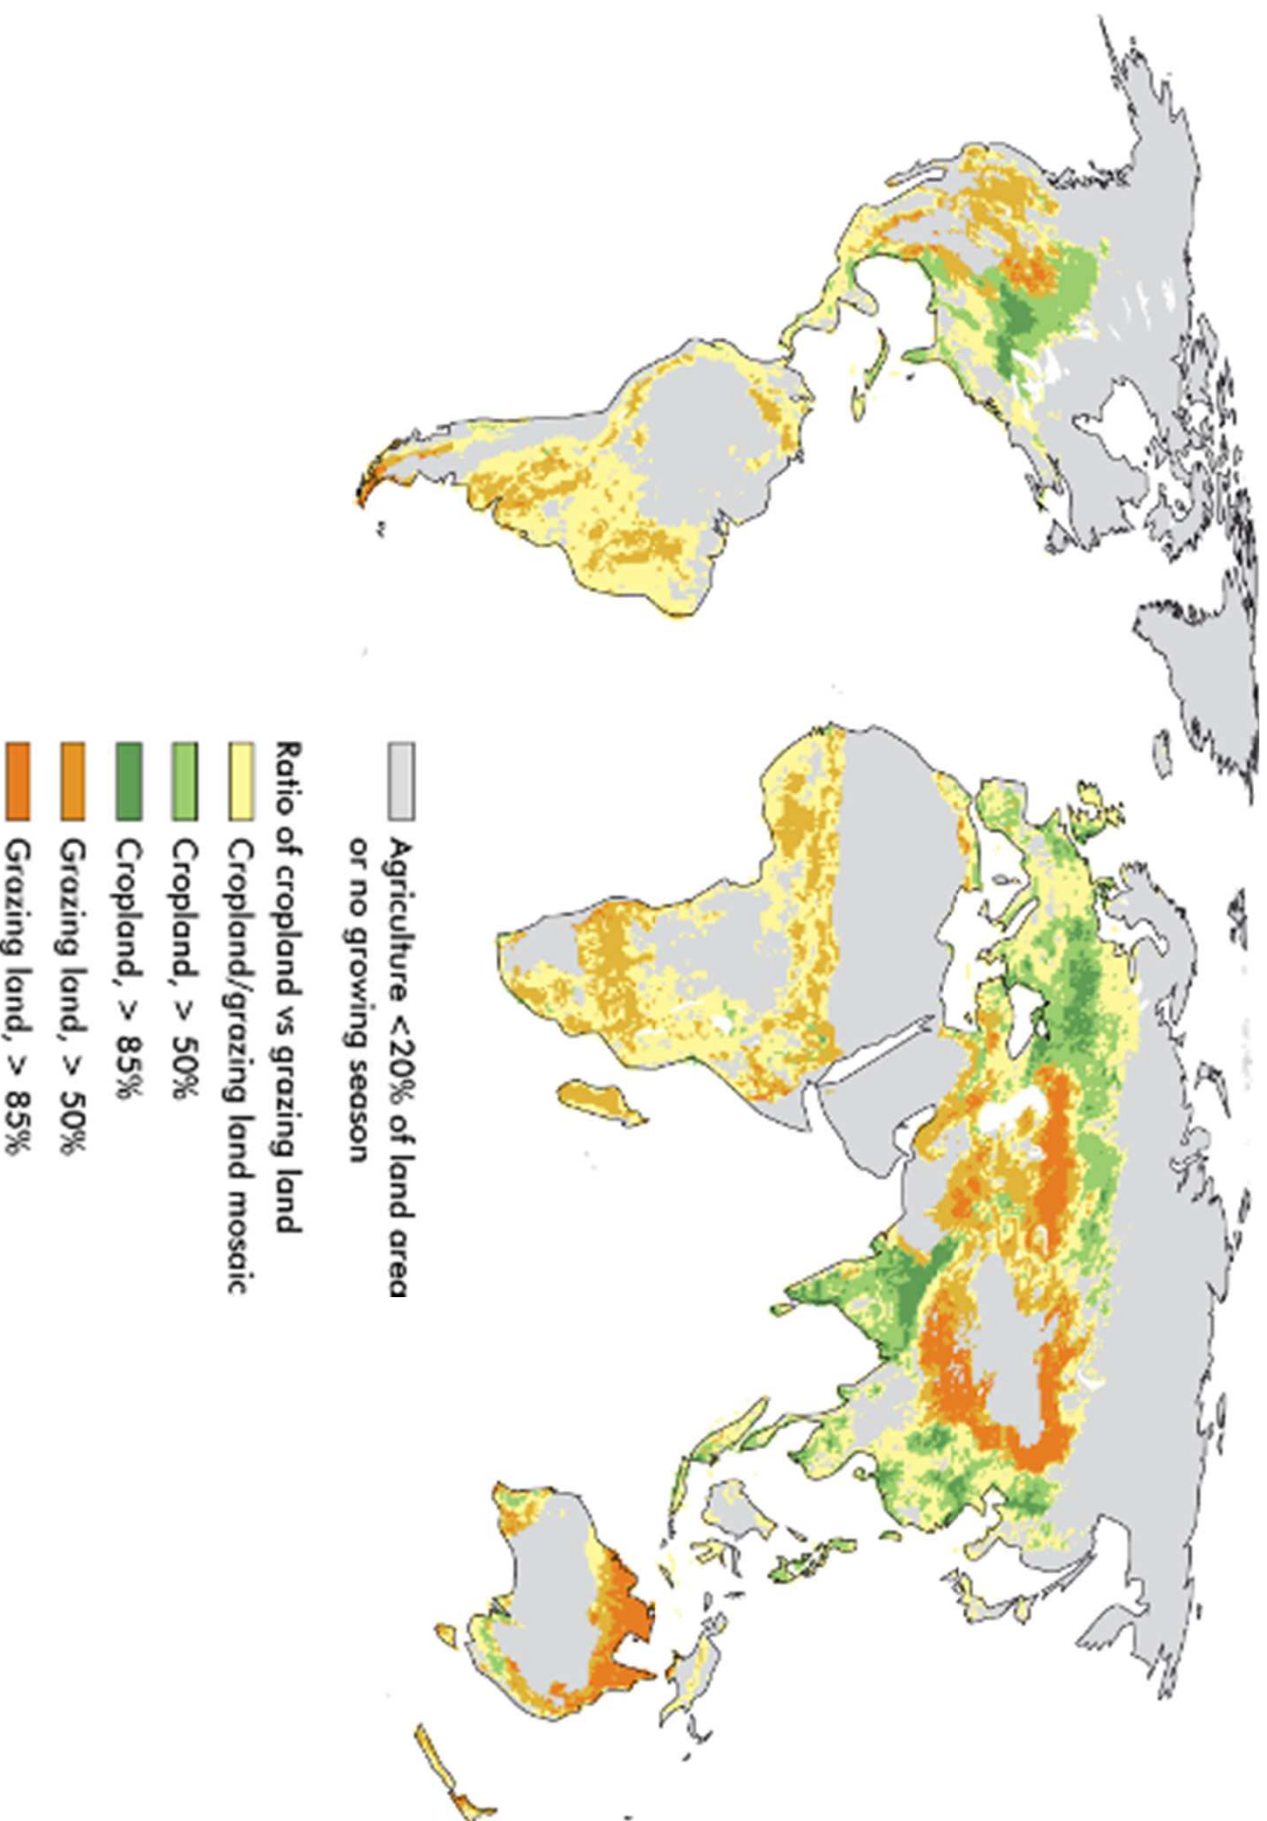 Agriculture <20% of land area
or no growing season
Ratio of cropland vs grazing land
Cropland/grazing land mosaic
Cropland, > 50%
Cropland, > 85%
Grazing land, > 50%
Grazing land, > 85%